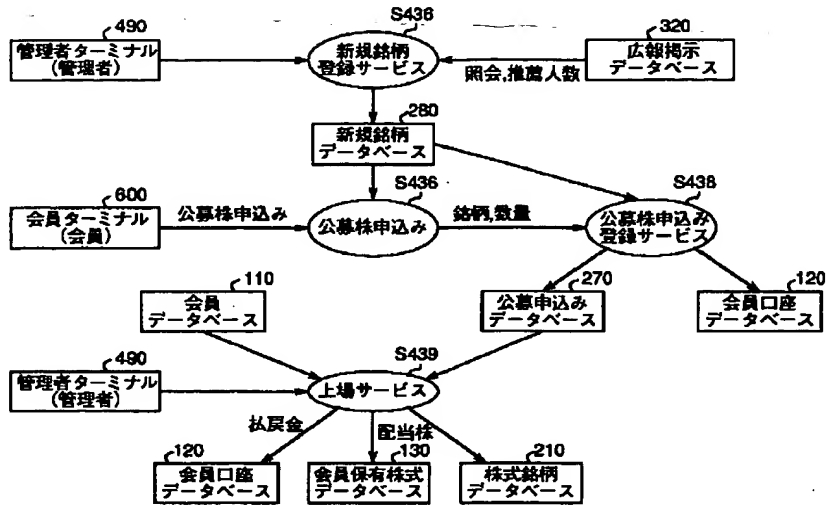 490
管理者ターミナル
(管理者)
S436
新規銘柄
登録サービス
320
広報掲示
データベース
照会,推薦人数
280
新規銘柄
データベース
600
会員ターミナル
(会員)
公募株申込み
S436
公募株申込み
銘柄,数量
S438
公募株申込み
登録サービス
110
会員
データベース
270
公募申込み
データベース
120
会員口座
データベース
490
管理者ターミナル
(管理者)
S439
上場サービス
払戻金
配当株
120
会員口座
データベース
130
会員保有株式
データベース
210
株式銘柄
データベース